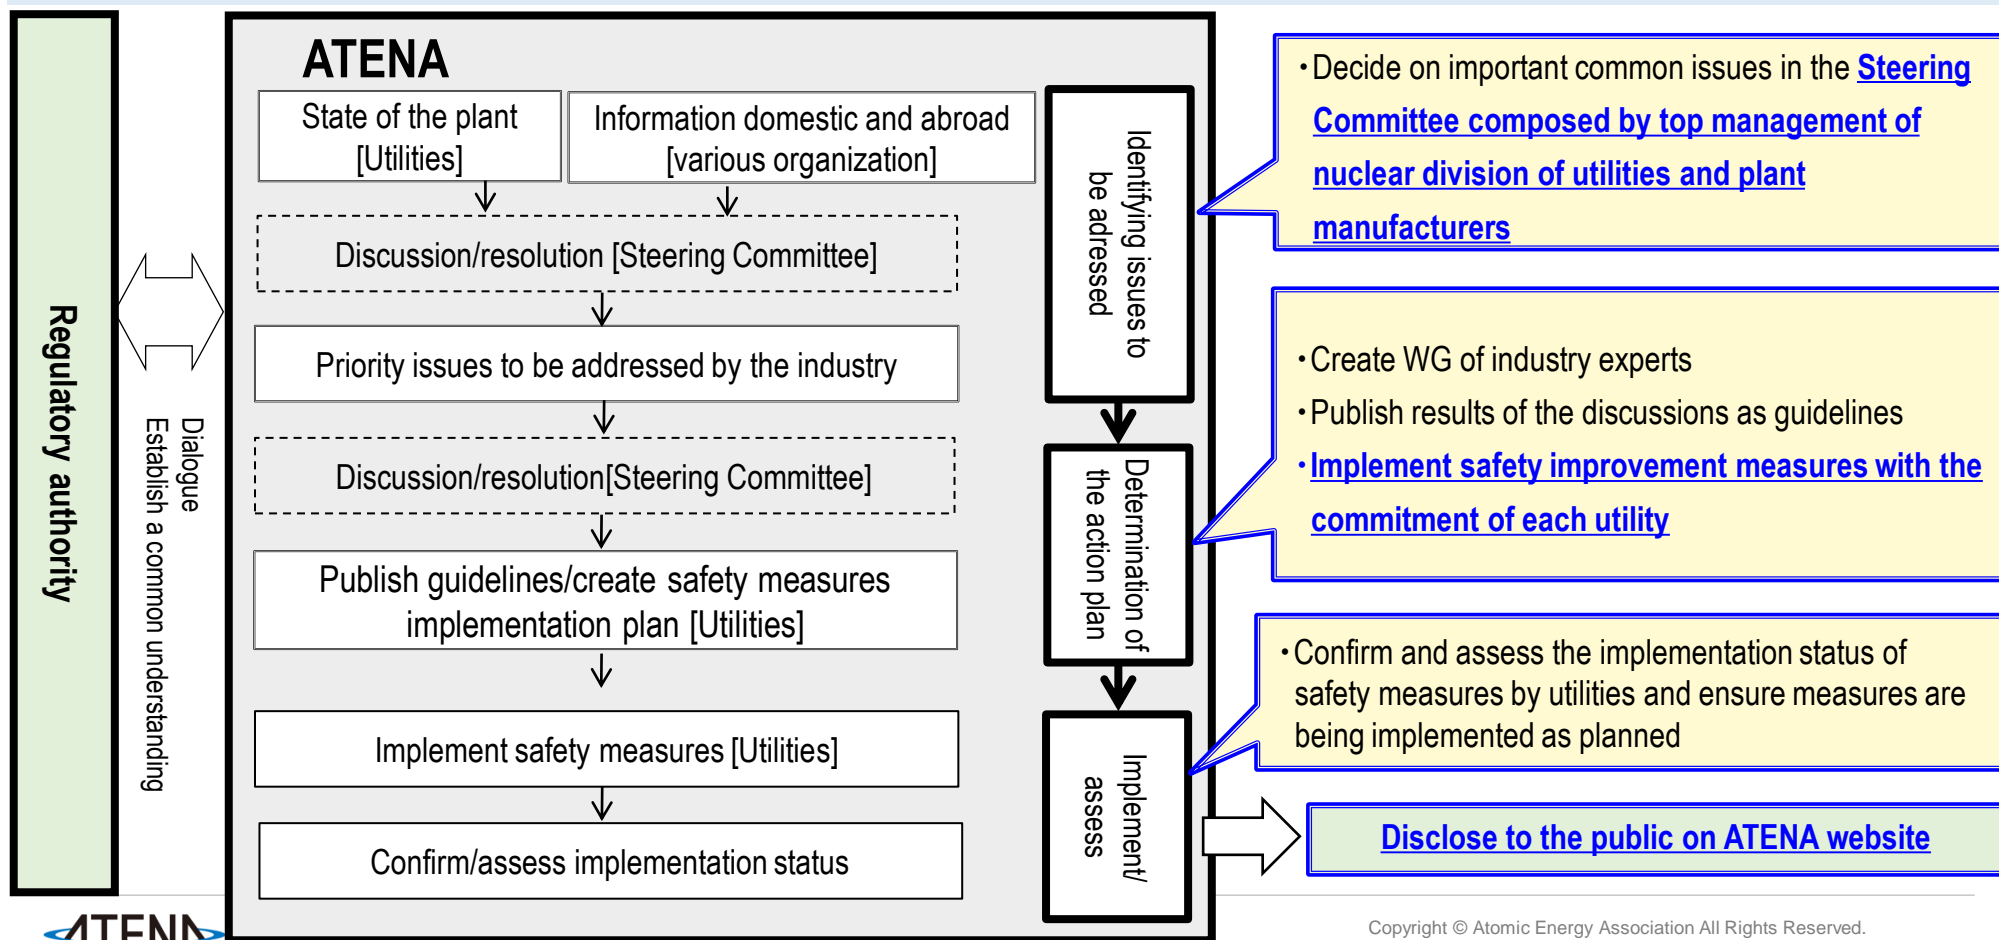 Regulatory authority
Dialogue
Establish a common understanding
ATENA
State of the plant
[Utilities]
Information domestic and abroad
[various organization]
Discussion/resolution [Steering Committee]
Priority issues to be addressed by the industry
Discussion/resolution[Steering Committee]
Publish guidelines/create safety measures
implementation plan [Utilities]
Implement safety measures [Utilities]
Confirm/assess implementation status
Identifying issues to
be adressed
Determination of
the action plan
Implement/
assess
・Decide on important common issues in the Steering
Committee composed by top management of
nuclear division of utilities and plant
manufacturers
・Create WG of industry experts
・Publish results of the discussions as guidelines
・Implement safety improvement measures with the
commitment of each utility
・Confirm and assess the implementation status of
safety measures by utilities and ensure measures are
being implemented as planned
Disclose to the public on ATENA website
ATENA
Copyright © Atomic Energy Association All Rights Reserved.